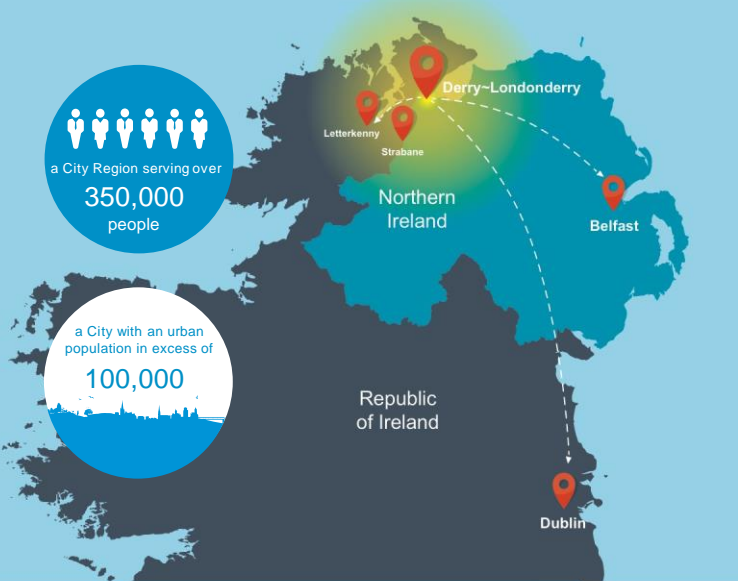 a City Region serving over
350,000
people
a City with an urban
population in excess of
100,000
Derry~Londonderry
Letterkenny
Strabane
Northern
Ireland
Belfast
Republic
of Ireland
Dublin